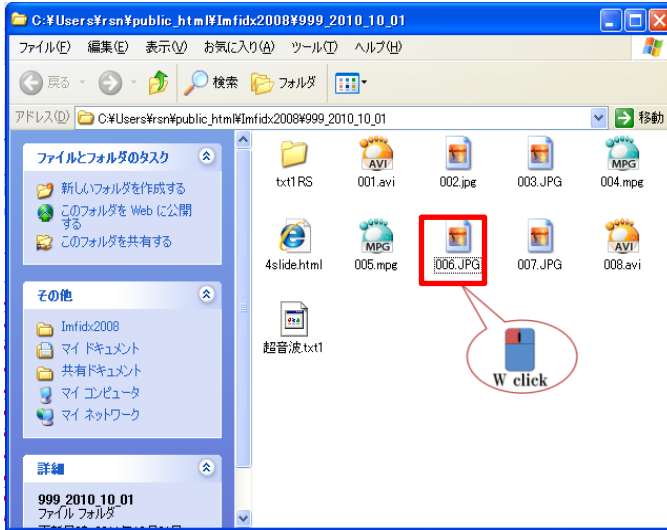 C:¥Users¥rsn¥public_html¥Imfidx2008¥999_2010_10_01
ファイル(F) 編集(E) 表示(V) お気に入り(A) ツール(T) ヘルプ(H)
戻る 検索 フォルダ
アドレス(D) C:¥Users¥rsn¥public_html¥Imfidx2008¥999_2010_10_01 移動
ファイルとフォルダのタスク
新しいフォルダを作成する
このフォルダを Web に公開
する
このフォルダを共有する
その他
Imfidx2008
マイ ドキュメント
共有ドキュメント
マイ コンピュータ
マイ ネットワーク
詳細
999_2010_10_01
ファイル フォルダ
AVI
MPG
txt1RS 001.avi 002.jpg 003.JPG 004.mpg
MPG
AVI
4slide.html 005.mpg 006.JPG 007.JPG 008.avi
超音波.txt1
W click